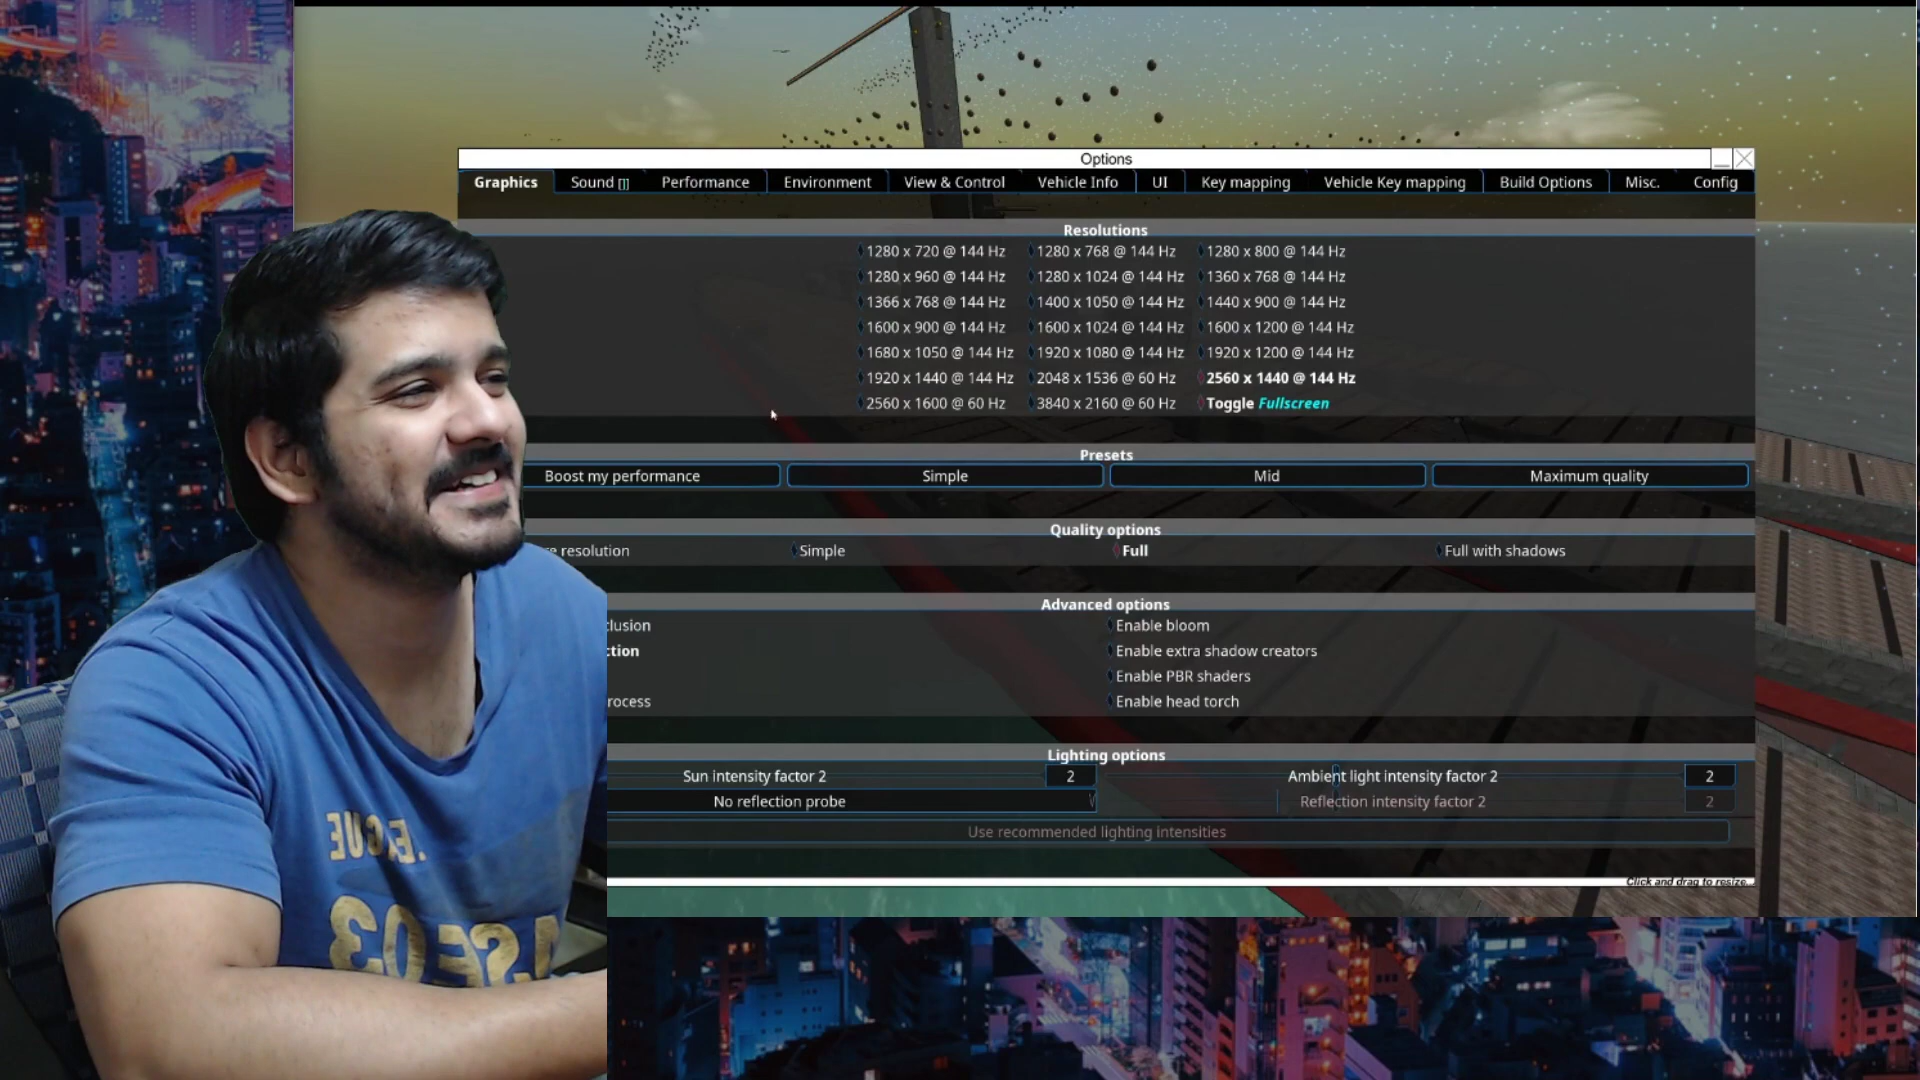 Options
Graphics Sound [] Performance Environment View & Control Vehicle Info UI Key mapping Vehicle Key mapping Build Options Misc. Config
Resolutions
1280 x 720 @ 144 Hz 1280 x 768 @ 144 Hz 1280 x 800 @ 144 Hz
1280 x 960 @ 144 Hz 1280 x 1024 @ 144 Hz 1360 x 768 @ 144 Hz
1366 x 768 @ 144 Hz 1400 x 1050 @ 144 Hz 1440 x 900 @ 144 Hz
1600 x 900 @ 144 Hz 1600 x 1024 @ 144 Hz 1600 x 1200 @ 144 Hz
1680 x 1050 @ 144 Hz 1920 x 1080 @ 144 Hz 1920 x 1200 @ 144 Hz
1920 x 1440 @ 144 Hz 2048 x 1536 @ 60 Hz 2560 x 1440 @ 144 Hz
2560 x 1600 @ 60 Hz 3840 x 2160 @ 60 Hz Toggle Fullscreen
Presets
Boost my performance Simple Mid Maximum quality
Quality options
e resolution Simple Full Full with shadows
Advanced options
lusion Enable bloom
ction Enable extra shadow creators
Enable PBR shaders
rocess Enable head torch
Lighting options
Sun intensity factor 2 2 Ambient light intensity factor 2 2
No reflection probe Reflection intensity factor 2 2
Use recommended lighting intensities
Click and drag to resize...